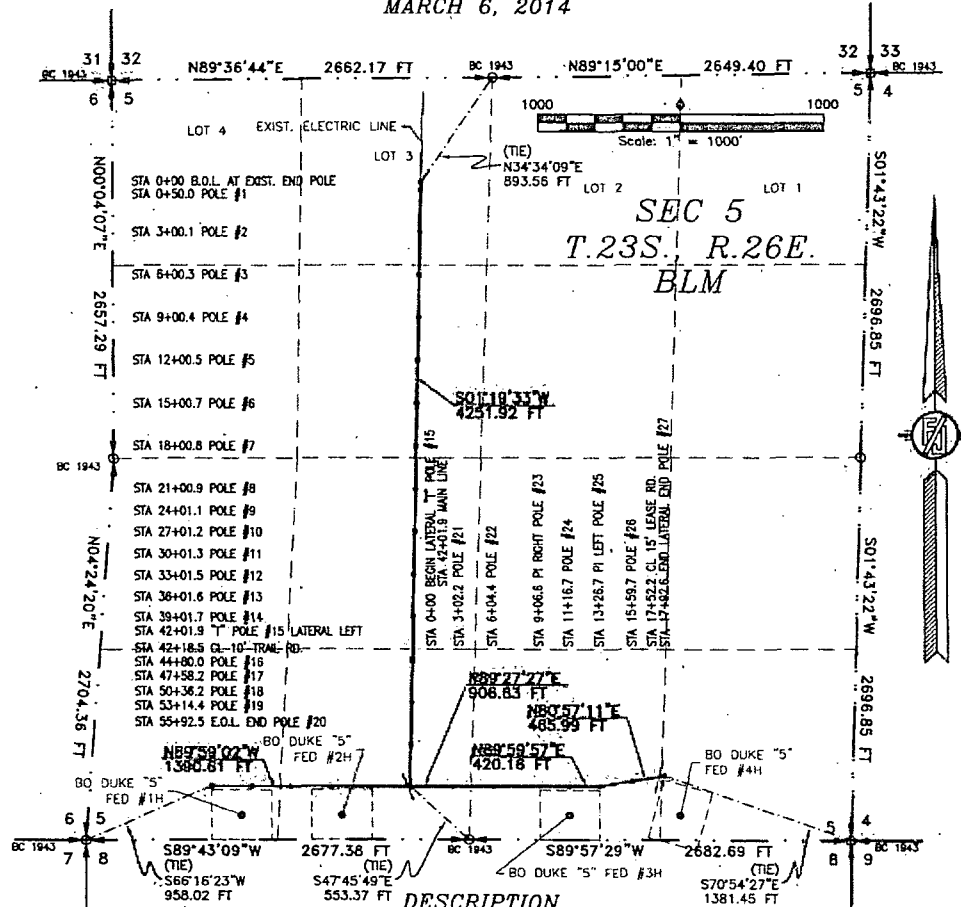 MARCH 6, 2014
31 32
32 33
BC 1943
N89°36'44"E 2662.17 FT
BC 1943
N89°15'00"E 2649.40 FT
BC 1943
6 5
5 4
1000 0 1000
Scale: 1" = 1000'
LOT 4
EXIST. ELECTRIC LINE
LOT 3
(TIE)
N34°34'09"E
893.56 FT
LOT 2
LOT 1
SEC 5
T.23S., R.26E.
BLM
N00°04'07"E 2657.29 FT
S01°43'22"W 2696.85 FT
STA 0+00 B.O.L. AT EXIST. END POLE
STA 0+50.0 POLE #1
STA 3+00.1 POLE #2
STA 6+00.3 POLE #3
STA 9+00.4 POLE #4
STA 12+00.5 POLE #5
STA 15+00.7 POLE #6
STA 18+00.8 POLE #7
S01°19'33"W
4251.92 FT
BC 1943
STA 21+00.9 POLE #8
STA 24+01.1 POLE #9
STA 27+01.2 POLE #10
STA 30+01.3 POLE #11
STA 33+01.5 POLE #12
STA 36+01.6 POLE #13
STA 39+01.7 POLE #14
STA 42+01.9 "T" POLE #15 LATERAL LEFT
STA 42+18.5 CL 10' TRAIL RD.
STA 44+80.0 POLE #16
STA 47+58.2 POLE #17
STA 50+36.2 POLE #18
STA 53+14.4 POLE #19
STA 55+92.5 E.O.L. END POLE #20
STA 0+00 BEGIN LATERAL "T" POLE #15
STA. 42+01.9 MAIN LINE
STA 3+02.2 POLE #21
STA 6+04.4 POLE #22
STA 9+06.6 PI RIGHT POLE #23
STA 11+16.7 POLE #24
STA 13+26.7 PI LEFT POLE #25
STA 15+59.7 POLE #26
STA 17+52.2 CL 15' LEASE RD.
STA 17+92.6 END LATERAL END POLE #27
N04°24'20"E 2704.36 FT
S01°43'22"W 2696.85 FT
N89°27'27"E
906.63 FT
N80°57'11"E
465.99 FT
N89°59'02"W
1390.61 FT
BO DUKE "5"
FED #2H
N89°59'57"E
420.16 FT
BO DUKE "5"
FED #4H
BO DUKE "5"
FED #1H
6 5
5 4
BC 1943
S89°43'09"W 2677.38 FT
BC 1943
S89°57'29"W 2682.69 FT
BC 1943
7 8
8 9
(TIE)
S66°16'23"W
958.02 FT
(TIE)
S47°45'49"E
553.37 FT
BO DUKE "5" FED #3H
(TIE)
S70°54'27"E
1381.45 FT
DESCRIPTION